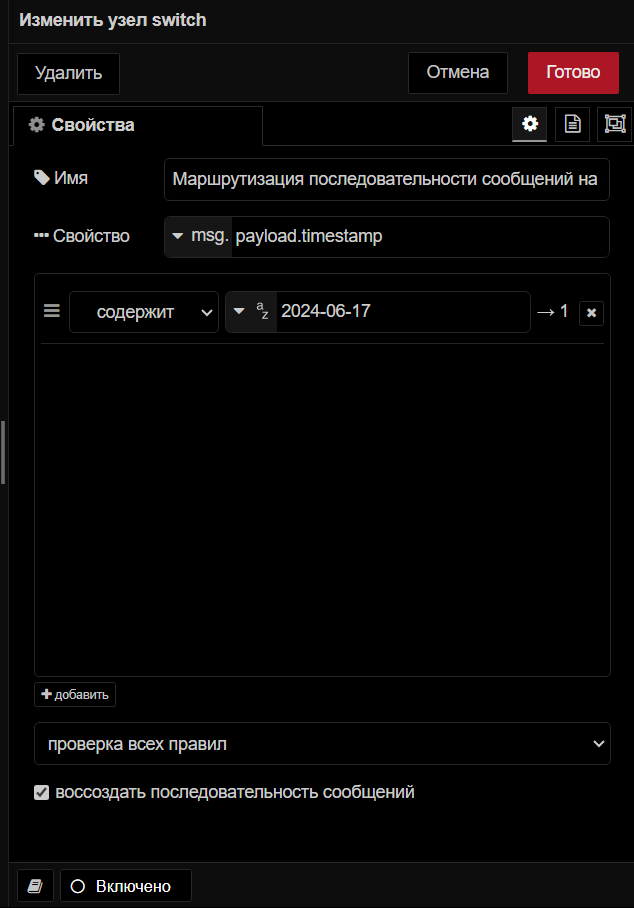 Изменить узел switch
Удалить
Отмена
Готово
Свойства
Имя
Маршрутизация последовательности сообщений на
Свойство
msg. payload.timestamp
содержит
a
z
2024-06-17
→ 1
добавить
проверка всех правил
воссоздать последовательность сообщений
Включено